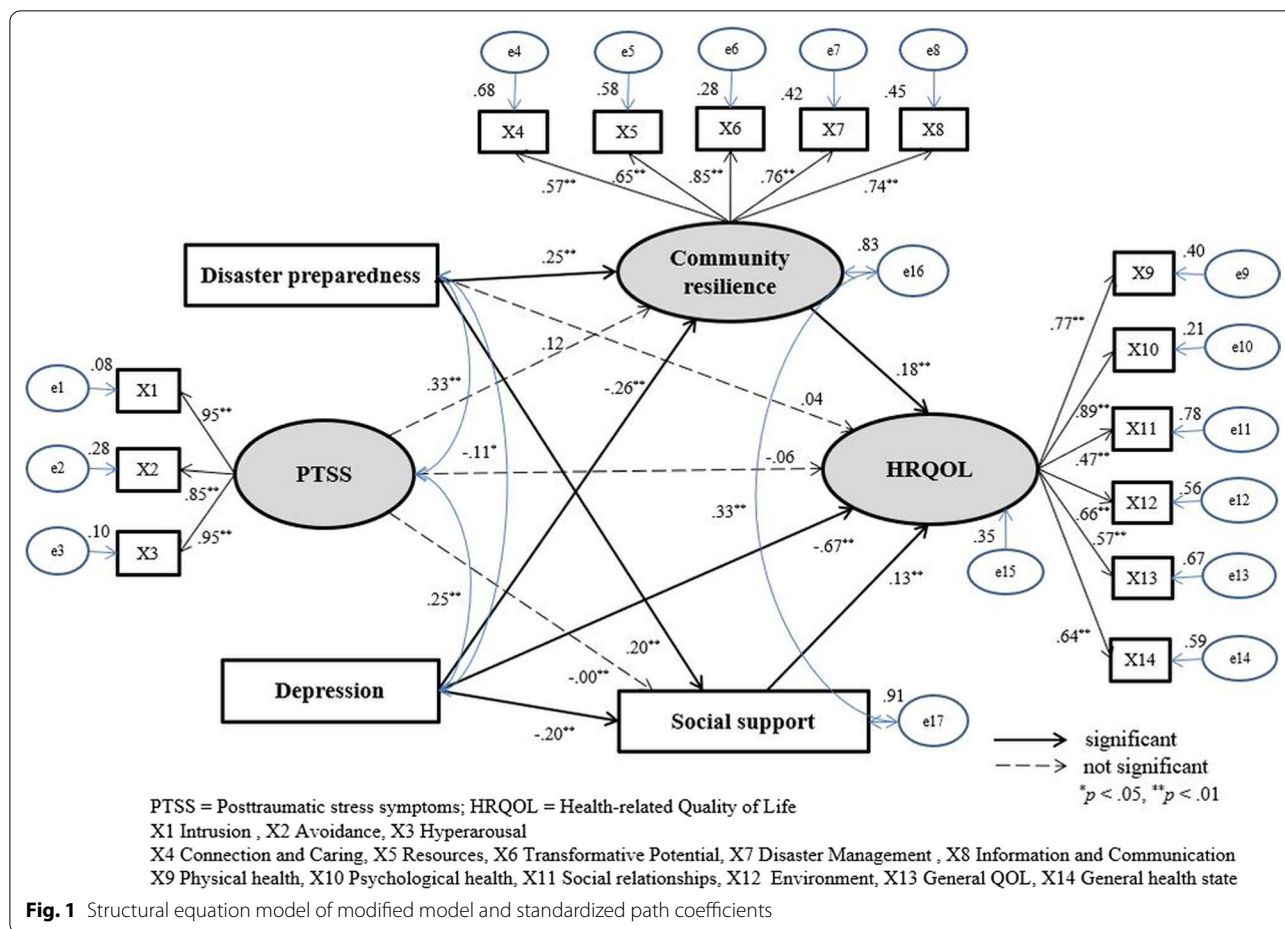 e4 e5 e6 e7 e8
.68 .58 .28 .42 .45
X4 X5 X6 X7 X8
.57** .65** .85** .76** .74**
Disaster preparedness
.25**
Community
resilience
.83
e16
X9 .40 e9
.77**
X10 .21 e10
.89**
X11 .78 e11
.47**
X12 .56 e12
.66**
.57**
X13 .67 e13
.64**
X14 .59 e14
.12
.33**
-.26**
.18**
.04
e1 .08 X1
.95**
e2 .28 X2
.85**
e3 .10 X3
.95**
PTSS
-.11*
-.06
HRQOL
.33**
-.67**
.35
e15
.13**
.25**
.20**
-.00**
Depression
-.20**
Social support
.91
e17
significant
not significant
*p < .05, **p < .01
PTSS = Posttraumatic stress symptoms; HRQOL = Health-related Quality of Life
X1 Intrusion , X2 Avoidance, X3 Hyperarousal
X4 Connection and Caring, X5 Resources, X6 Transformative Potential, X7 Disaster Management , X8 Information and Communication
X9 Physical health, X10 Psychological health, X11 Social relationships, X12 Environment, X13 General QOL, X14 General health state
Fig. 1 Structural equation model of modified model and standardized path coefficients